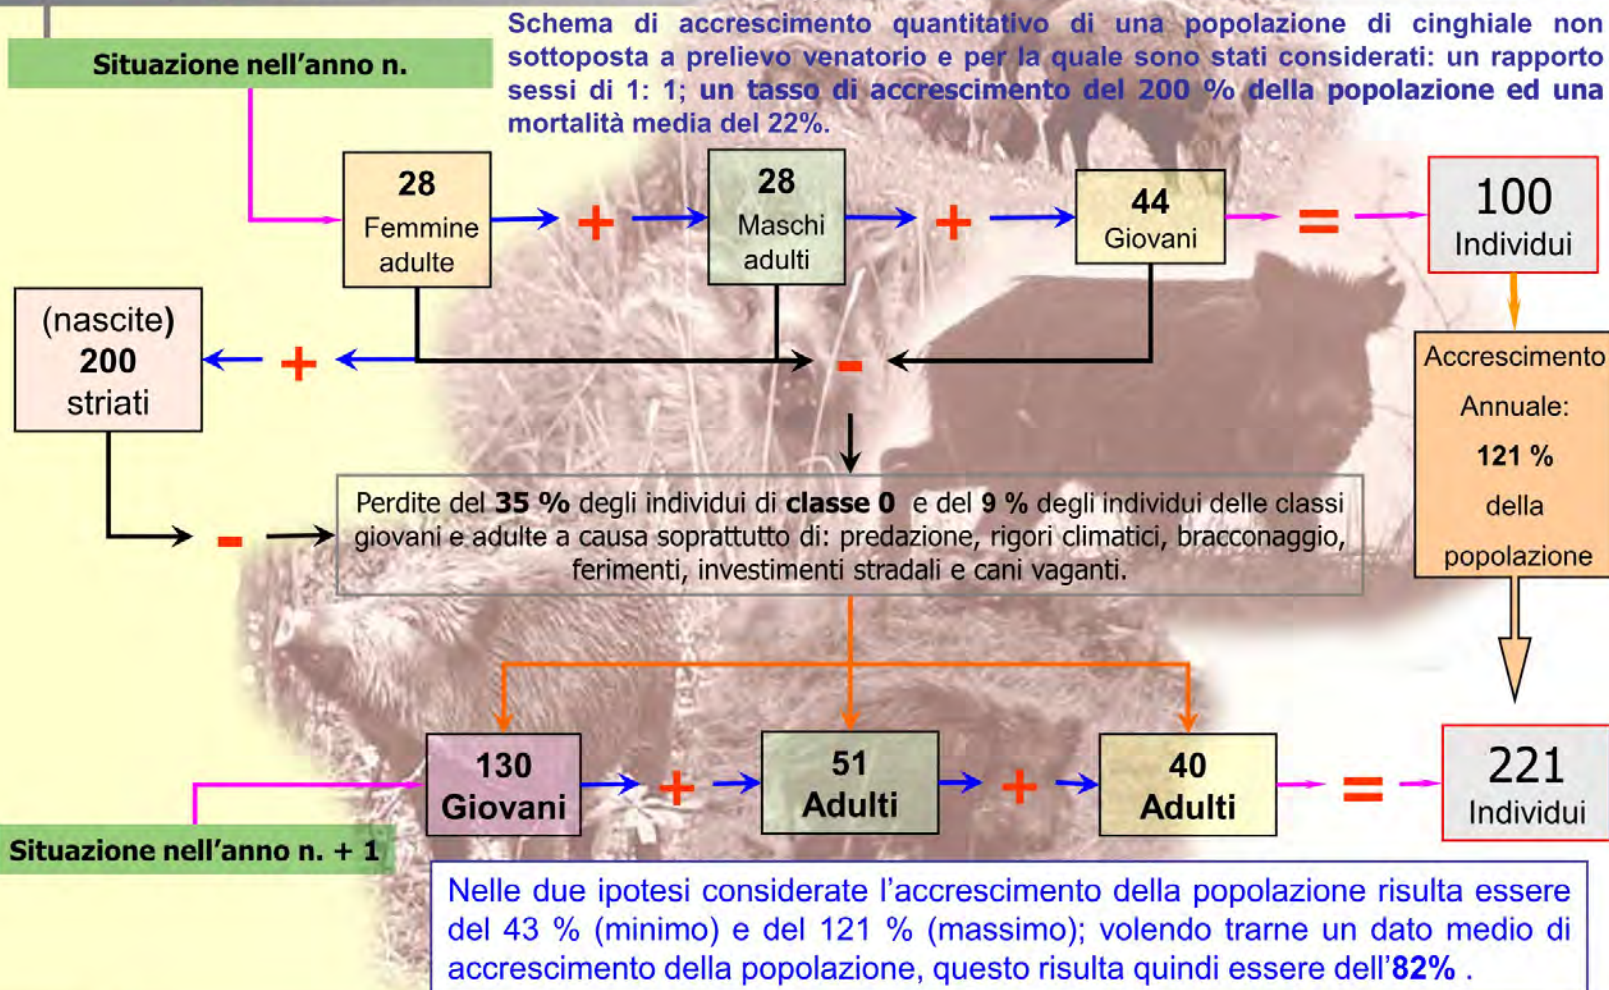 Schema di accrescimento quantitativo di una popolazione di cinghiale non
sottoposta a prelievo venatorio e per la quale sono stati considerati: un rapporto
sessi di 1: 1; un tasso di accrescimento del 200 % della popolazione ed una
mortalità media del 22%.
Situazione nell'anno n.
28
Femmine
adulte
+
28
Maschi
adulti
+
44
Giovani
=
100
Individui
(nascite)
200
striati
+
-
Accrescimento
Annuale:
121 %
della
popolazione
-
Perdite del 35 % degli individui di classe 0 e del 9 % degli individui delle classi
giovani e adulte a causa soprattutto di: predazione, rigori climatici, bracconaggio,
ferimenti, investimenti stradali e cani vaganti.
130
Giovani
+
51
Adulti
+
40
Adulti
=
221
Individui
Situazione nell'anno n. + 1
Nelle due ipotesi considerate l'accrescimento della popolazione risulta essere
del 43 % (minimo) e del 121 % (massimo); volendo trarne un dato medio di
accrescimento della popolazione, questo risulta quindi essere dell'82% .